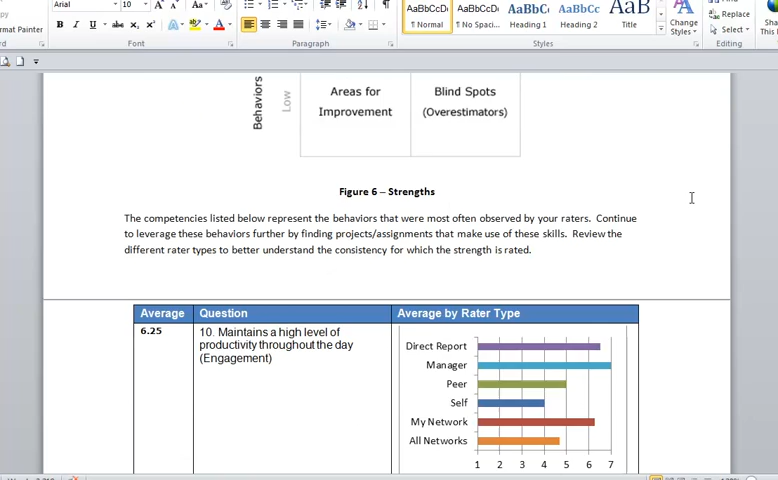 Arial 10 Aa
AaBbCcDc AaBbCcDc AaBbC AaBbCc AaB
Replace
Format Painter B I U abc A A
¶ Normal ¶ No Spaci... Heading 1 Heading 2 Title Change Styles Select Share This
Font Paragraph Styles Editing
Behaviors
Low
Areas for Improvement
Blind Spots (Overestimators)
Figure 6 – Strengths
The competencies listed below represent the behaviors that were most often observed by your raters. Continue
to leverage these behaviors further by finding projects/assignments that make use of these skills. Review the
different rater types to better understand the consistency for which the strength is rated.
Average Question Average by Rater Type
6.25 10. Maintains a high level of
productivity throughout the day
(Engagement)
Direct Report
Manager
Peer
Self
My Network
All Networks
1 2 3 4 5 6 7